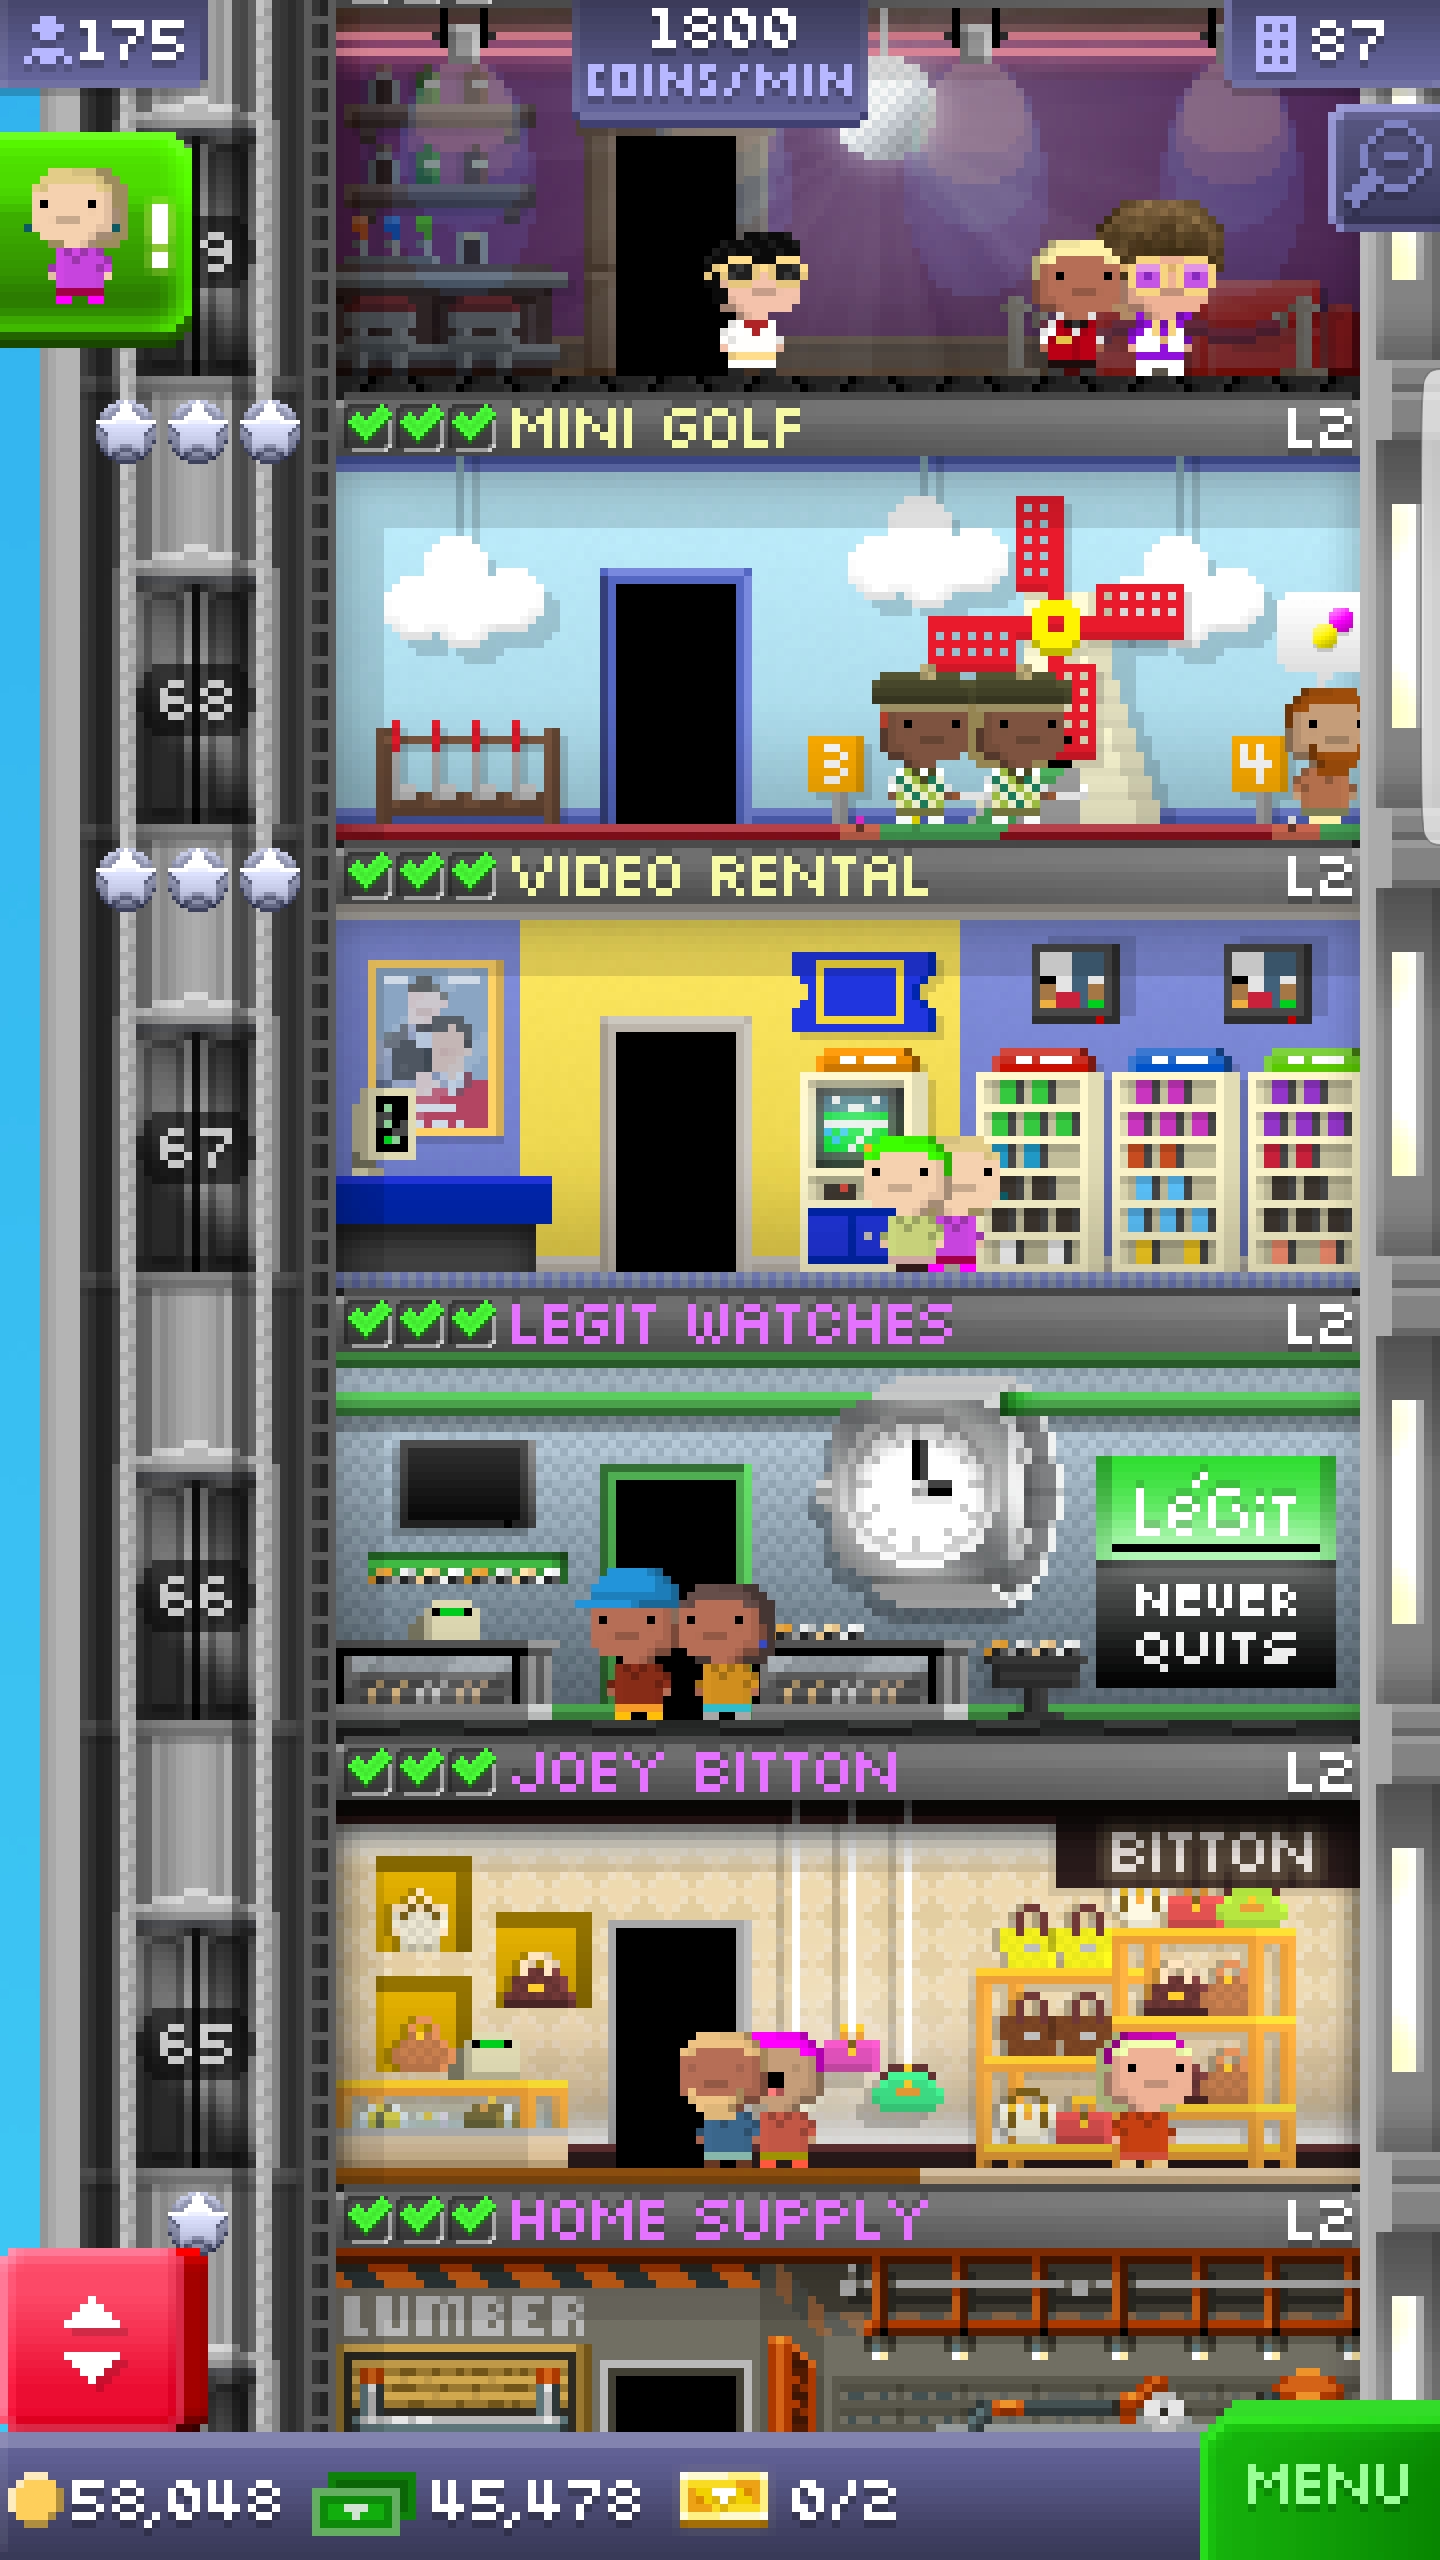 175
1800
COINS/MIN
87
!
9
MINI GOLF
L2
68
3
4
VIDEO RENTAL
L2
67
LEGIT WATCHES
L2
LéGiT
NEVER
QUITS
66
JOEY BITTON
L2
BITTON
65
HOME SUPPLY
L2
LUMBER
58,048
45,478
0/2
MENU